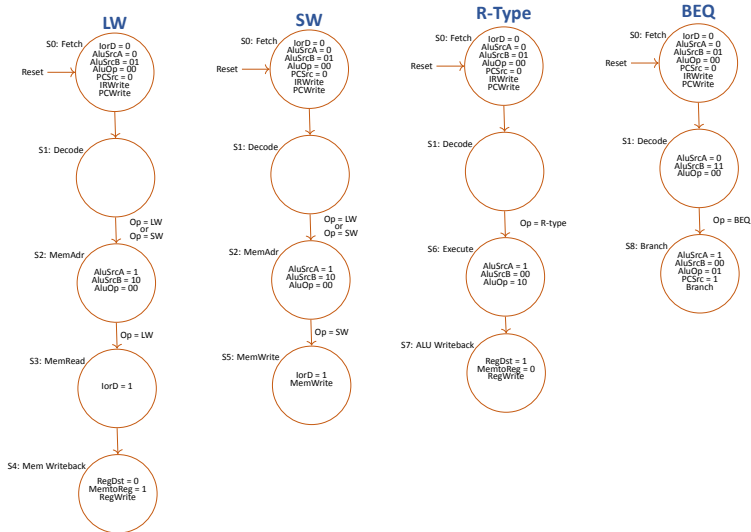 LW
S0: Fetch
IorD = 0
AluSrcA = 0
AluSrcB = 01
AluOp = 00
PCSrc = 0
IRWrite
PCWrite
Reset
S1: Decode
Op = LW
or
Op = SW
S2: MemAdr
AluSrcA = 1
AluSrcB = 10
AluOp = 00
Op = LW
S3: MemRead
IorD = 1
S4: Mem Writeback
RegDst = 0
MemtoReg = 1
RegWrite
SW
S0: Fetch
IorD = 0
AluSrcA = 0
AluSrcB = 01
AluOp = 00
PCSrc = 0
IRWrite
PCWrite
Reset
S1: Decode
Op = LW
or
Op = SW
S2: MemAdr
AluSrcA = 1
AluSrcB = 10
AluOp = 00
Op = SW
S5: MemWrite
IorD = 1
MemWrite
R-Type
S0: Fetch
IorD = 0
AluSrcA = 0
AluSrcB = 01
AluOp = 00
PCSrc = 0
IRWrite
PCWrite
Reset
S1: Decode
Op = R-type
S6: Execute
AluSrcA = 1
AluSrcB = 00
AluOp = 10
S7: ALU Writeback
RegDst = 1
MemtoReg = 0
RegWrite
BEQ
S0: Fetch
IorD = 0
AluSrcA = 0
AluSrcB = 01
AluOp = 00
PCSrc = 0
IRWrite
PCWrite
Reset
S1: Decode
AluSrcA = 0
AluSrcB = 11
AluOp = 00
Op = BEQ
S8: Branch
AluSrcA = 1
AluSrcB = 00
AluOp = 01
PCSrc = 1
Branch